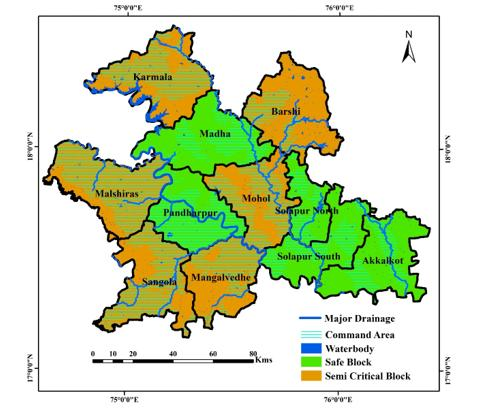 75°0'0"E 76°0'0"E
N
Karmala
Barshi
Madha
18°0'0"N 18°0'0"N
Malshiras
Mohol
Pandharpur
Solapur North
Solapur South
Akkalkot
Sangola
Mangalvedhe
Major Drainage
Command Area
Waterbody
Safe Block
Semi Critical Block
0 10 20 40 60 80
Kms
17°0'0"N 17°0'0"N
75°0'0"E 76°0'0"E